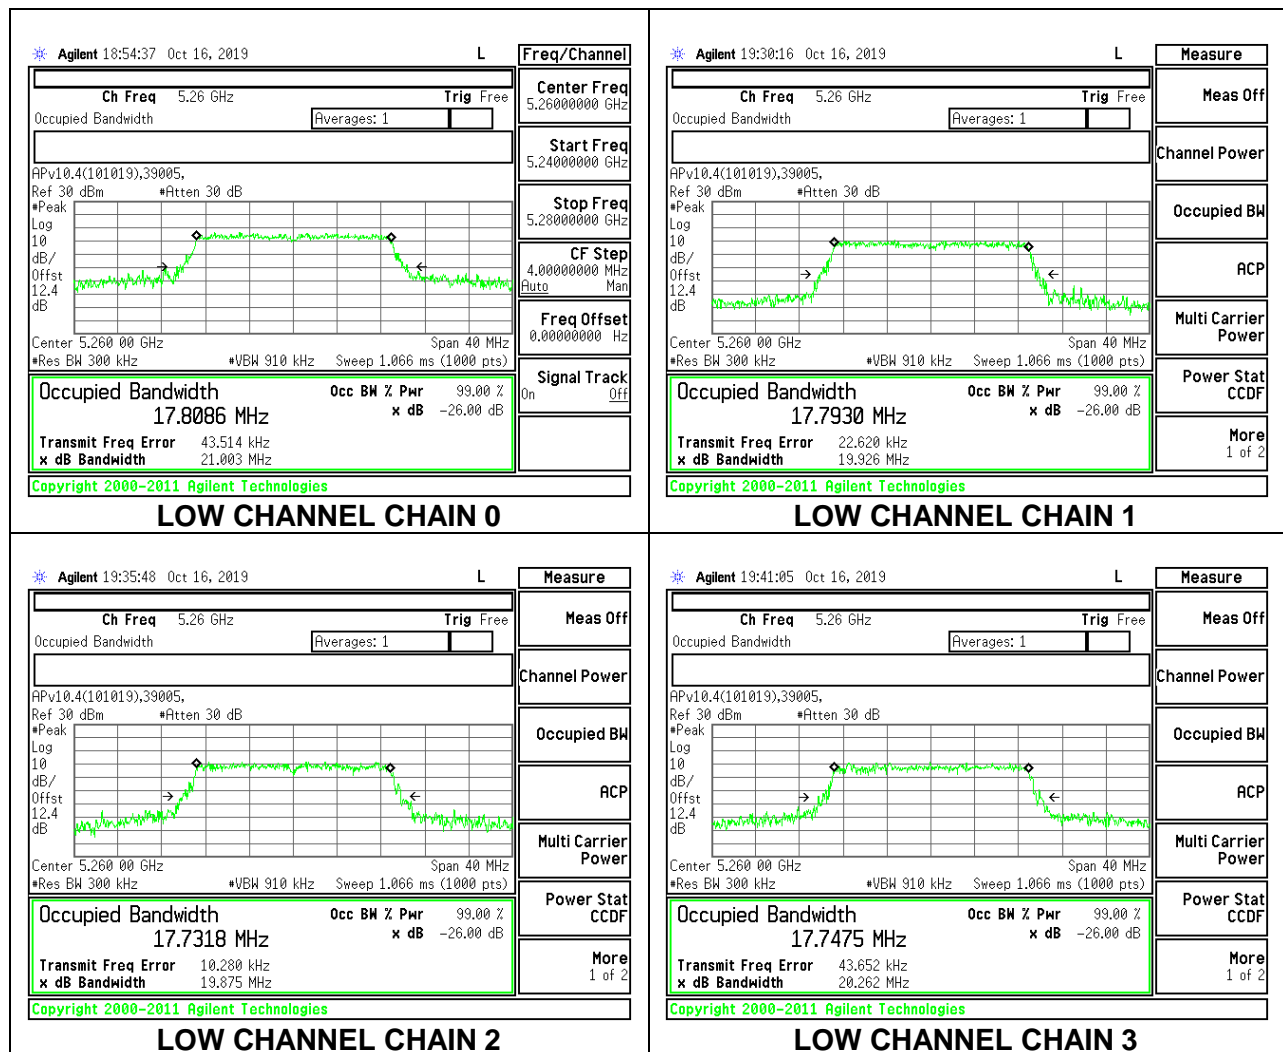 Agilent 18:54:37 Oct 16, 2019 L Freq/Channel
Ch Freq 5.26 GHz Trig Free
Occupied Bandwidth Averages: 1
Center Freq
5.26000000 GHz
Start Freq
5.24000000 GHz
Stop Freq
5.28000000 GHz
CF Step
4.00000000 MHz
Auto Man
Freq Offset
0.00000000 Hz
Signal Track
On Off
APv10.4(101019),39005,
Ref 30 dBm #Atten 30 dB
#Peak
Log
10
dB/
Offst
12.4
dB
Center 5.260 00 GHz Span 40 MHz
#Res BW 300 kHz #VBW 910 kHz Sweep 1.066 ms (1000 pts)
Occupied Bandwidth Occ BW % Pwr 99.00 %
17.8086 MHz x dB -26.00 dB
Transmit Freq Error 43.514 kHz
x dB Bandwidth 21.003 MHz
Copyright 2000-2011 Agilent Technologies
LOW CHANNEL CHAIN 0
Agilent 19:30:16 Oct 16, 2019 L Measure
Ch Freq 5.26 GHz Trig Free
Occupied Bandwidth Averages: 1
Meas Off
Channel Power
Occupied BW
ACP
Multi Carrier
Power
Power Stat
CCDF
More
1 of 2
APv10.4(101019),39005,
Ref 30 dBm #Atten 30 dB
#Peak
Log
10
dB/
Offst
12.4
dB
Center 5.260 00 GHz Span 40 MHz
#Res BW 300 kHz #VBW 910 kHz Sweep 1.066 ms (1000 pts)
Occupied Bandwidth Occ BW % Pwr 99.00 %
17.7930 MHz x dB -26.00 dB
Transmit Freq Error 22.620 kHz
x dB Bandwidth 19.926 MHz
Copyright 2000-2011 Agilent Technologies
LOW CHANNEL CHAIN 1
Agilent 19:35:48 Oct 16, 2019 L Measure
Ch Freq 5.26 GHz Trig Free
Occupied Bandwidth Averages: 1
Meas Off
Channel Power
Occupied BW
ACP
Multi Carrier
Power
Power Stat
CCDF
More
1 of 2
APv10.4(101019),39005,
Ref 30 dBm #Atten 30 dB
#Peak
Log
10
dB/
Offst
12.4
dB
Center 5.260 00 GHz Span 40 MHz
#Res BW 300 kHz #VBW 910 kHz Sweep 1.066 ms (1000 pts)
Occupied Bandwidth Occ BW % Pwr 99.00 %
17.7318 MHz x dB -26.00 dB
Transmit Freq Error 10.280 kHz
x dB Bandwidth 19.875 MHz
Copyright 2000-2011 Agilent Technologies
LOW CHANNEL CHAIN 2
Agilent 19:41:05 Oct 16, 2019 L Measure
Ch Freq 5.26 GHz Trig Free
Occupied Bandwidth Averages: 1
Meas Off
Channel Power
Occupied BW
ACP
Multi Carrier
Power
Power Stat
CCDF
More
1 of 2
APv10.4(101019),39005,
Ref 30 dBm #Atten 30 dB
#Peak
Log
10
dB/
Offst
12.4
dB
Center 5.260 00 GHz Span 40 MHz
#Res BW 300 kHz #VBW 910 kHz Sweep 1.066 ms (1000 pts)
Occupied Bandwidth Occ BW % Pwr 99.00 %
17.7475 MHz x dB -26.00 dB
Transmit Freq Error 43.652 kHz
x dB Bandwidth 20.262 MHz
Copyright 2000-2011 Agilent Technologies
LOW CHANNEL CHAIN 3